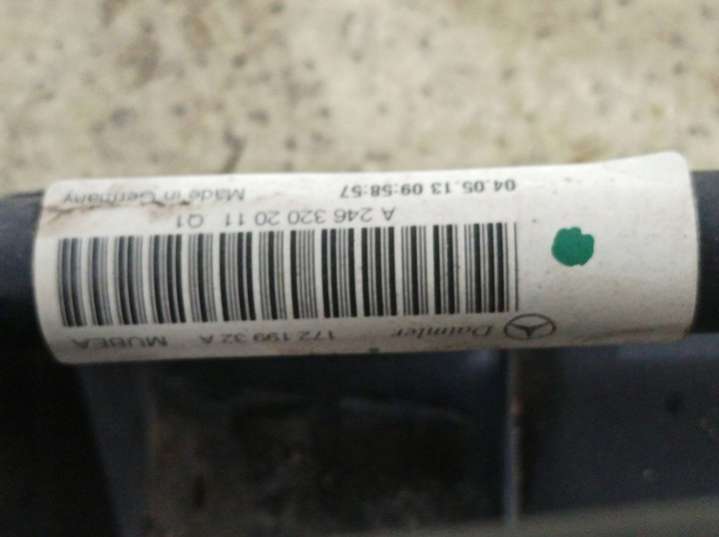 Daimler 172 199 32 A MUBEA
A 246 320 20 11 Q1
04.05.13 09:58:57 Made in Germany